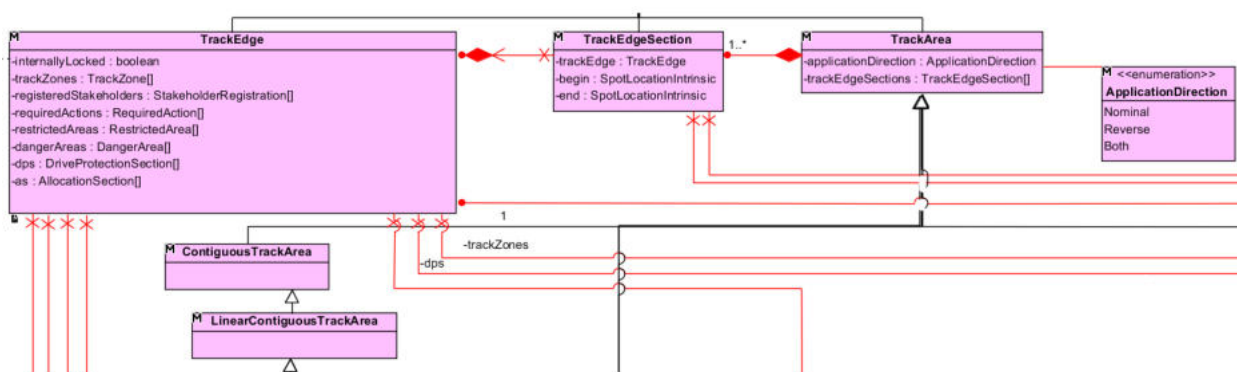 M TrackEdge
-internallyLocked : boolean
-trackZones : TrackZone[]
-registeredStakeholders : StakeholderRegistration[]
-requiredActions : RequiredAction[]
-restrictedAreas : RestrictedArea[]
-dangerAreas : DangerArea[]
-dps : DriveProtectionSection[]
-as : AllocationSection[]
M TrackEdgeSection
-trackEdge : TrackEdge
-begin : SpotLocationIntrinsic
-end : SpotLocationIntrinsic
1..*
M TrackArea
-applicationDirection : ApplicationDirection
-trackEdgeSections : TrackEdgeSection[]
M <<enumeration>>
ApplicationDirection
Nominal
Reverse
Both
1
-trackZones
-dps
M ContiguousTrackArea
M LinearContiguousTrackArea